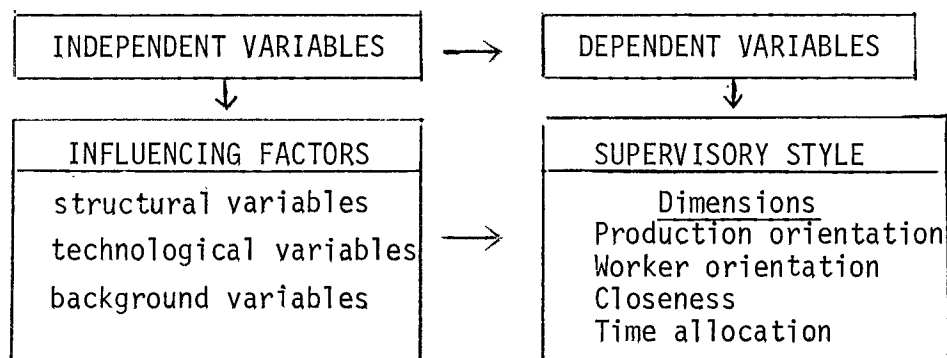 INDEPENDENT VARIABLES
DEPENDENT VARIABLES
INFLUENCING FACTORS
structural variables
technological variables
background variables
SUPERVISORY STYLE
Dimensions
Production orientation
Worker orientation
Closeness
Time allocation